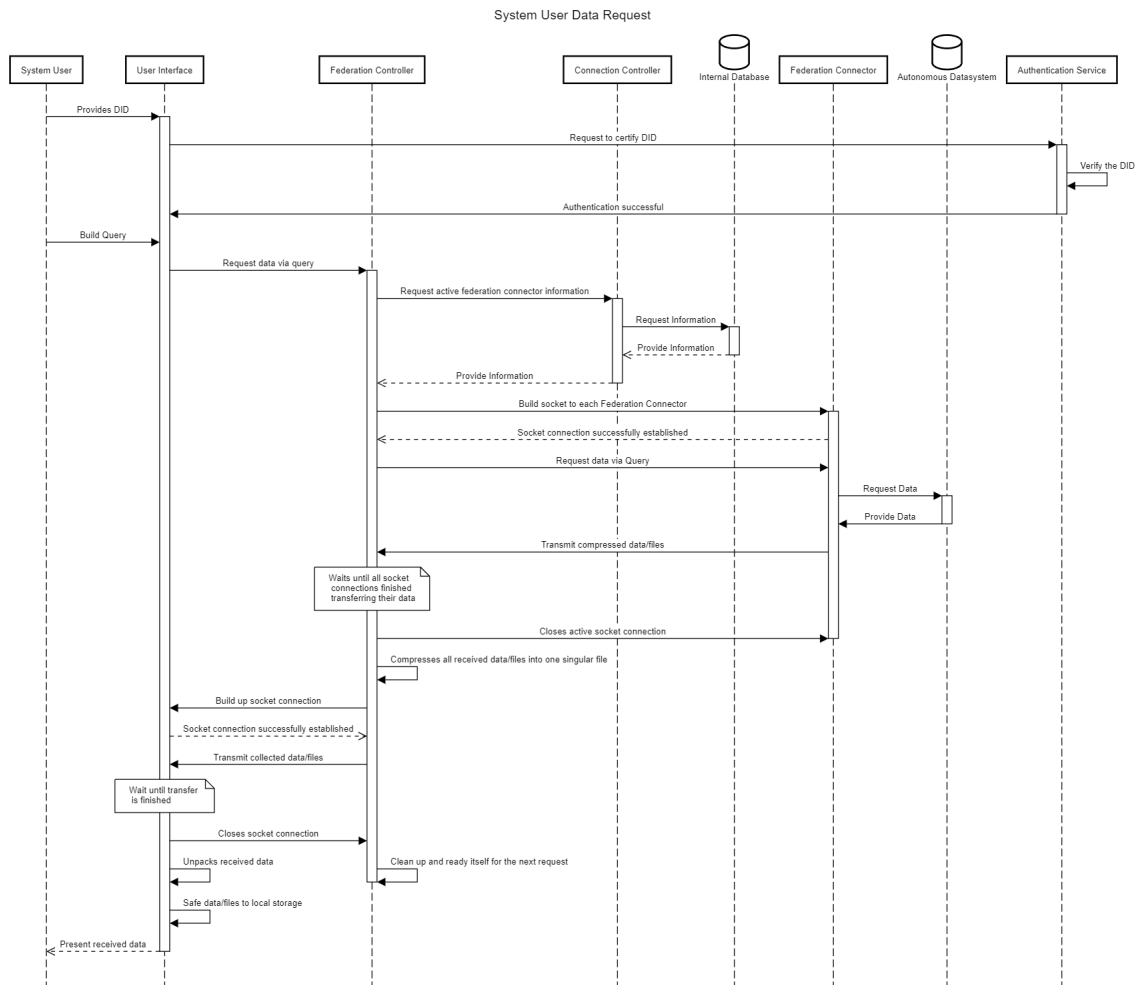 System User Data Request
System User
User Interface
Federation Controller
Connection Controller
Internal Database
Federation Connector
Autonomous Datasystem
Authentication Service
Provides DID
Request to certify DID
Verify the DID
Authentication successful
Build Query
Request data via query
Request active federation connector information
Request Information
Provide Information
Provide Information
Build socket to each Federation Connector
Socket connection successfully established
Request data via Query
Request Data
Provide Data
Transmit compressed data/files
Waits until all socket
connections finished
transferring their data
Closes active socket connection
Compresses all received data/files into one singular file
Build up socket connection
Socket connection successfully established
Transmit collected data/files
Wait until transfer
is finished
Closes socket connection
Unpacks received data
Clean up and ready itself for the next request
Safe data/files to local storage
Present received data